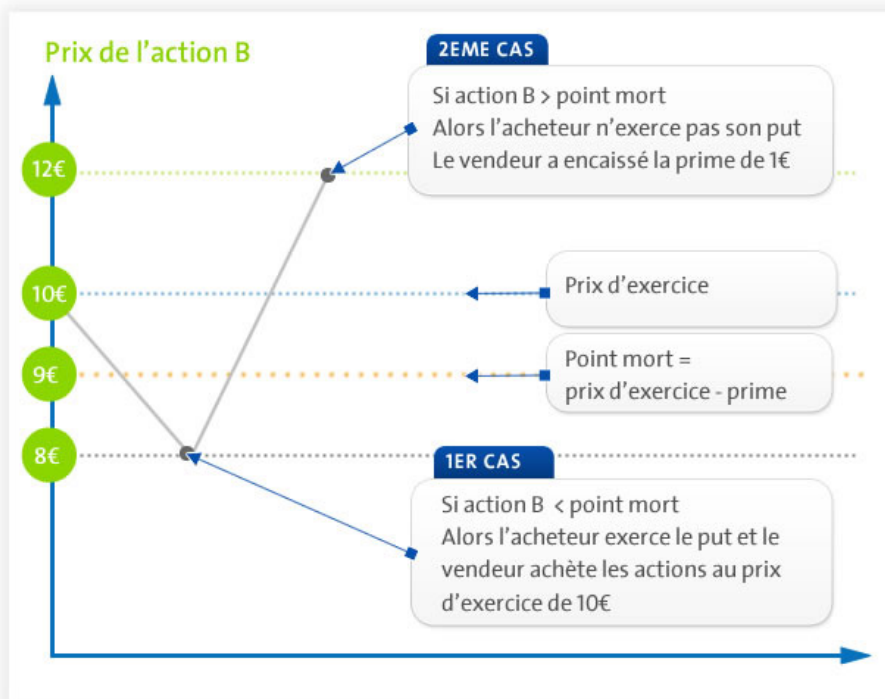 Prix de l'action B
2EME CAS
Si action B > point mort
Alors l'acheteur n'exerce pas son put
Le vendeur a encaissé la prime de 1€
12€
10€
Prix d'exercice
9€
Point mort =
prix d'exercice - prime
8€
1ER CAS
Si action B < point mort
Alors l'acheteur exerce le put et le
vendeur achète les actions au prix
d'exercice de 10€